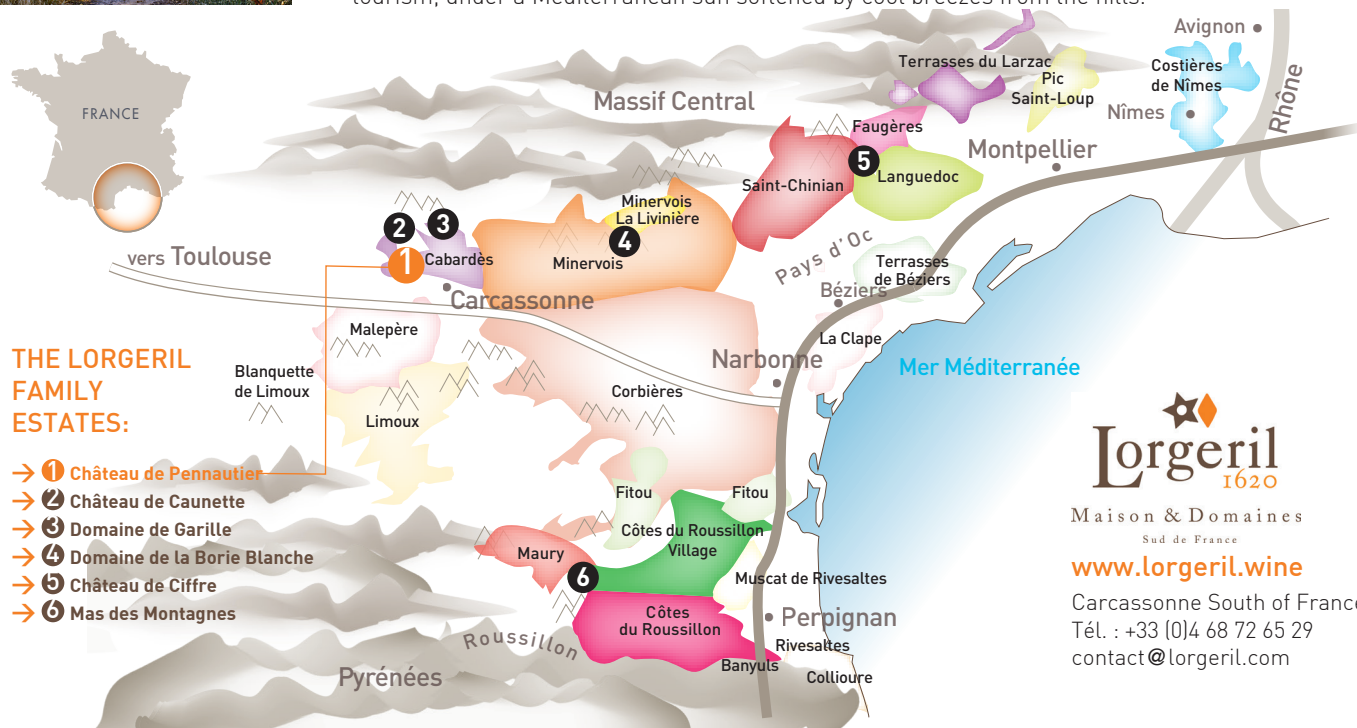 tourism, under a Mediterranean sun softened by cool breezes from the hills.
FRANCE
Avignon
Terrasses du Larzac
Costières
de Nîmes
Pic
Saint-Loup
Massif Central
Nîmes
Rhône
Faugères
Montpellier
5
Languedoc
Saint-Chinian
Minervois
La Livinière
2
3
4
1
Cabardès
Minervois
vers Toulouse
Pays d'Oc
Terrasses
de Béziers
Béziers
Carcassonne
Malepère
La Clape
Narbonne
Mer Méditerranée
Blanquette
de Limoux
Corbières
Limoux
THE LORGERIL
FAMILY
ESTATES:
→ 1 Château de Pennautier
→ 2 Château de Caunette
→ 3 Domaine de Garille
→ 4 Domaine de la Borie Blanche
→ 5 Château de Ciffre
→ 6 Mas des Montagnes
Fitou
Fitou
Côtes du Roussillon
Village
Maury
6
Muscat de Rivesaltes
Côtes
du Roussillon
Perpignan
Roussillon
Rivesaltes
Banyuls
Collioure
Pyrénées
Lorgeril
1620
Maison & Domaines
Sud de France
www.lorgeril.wine
Carcassonne South of France
Tél. : +33 (0)4 68 72 65 29
contact@lorgeril.com